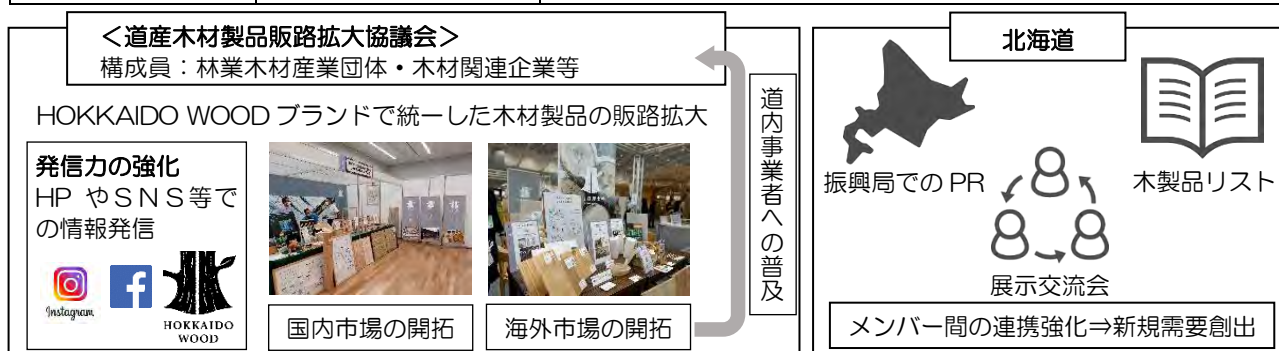 <道産木材製品販路拡大協議会>
構成員：林業木材産業団体・木材関連企業等
HOKKAIDO WOOD ブランドで統一した木材製品の販路拡大
発信力の強化
HP やＳＮＳ等で
の情報発信
Instagram
f
HOKKAIDO
WOOD
国内市場の開拓
海外市場の開拓
道内事業者への普及
北海道
振興局での PR
木製品リスト
展示交流会
メンバー間の連携強化⇒新規需要創出